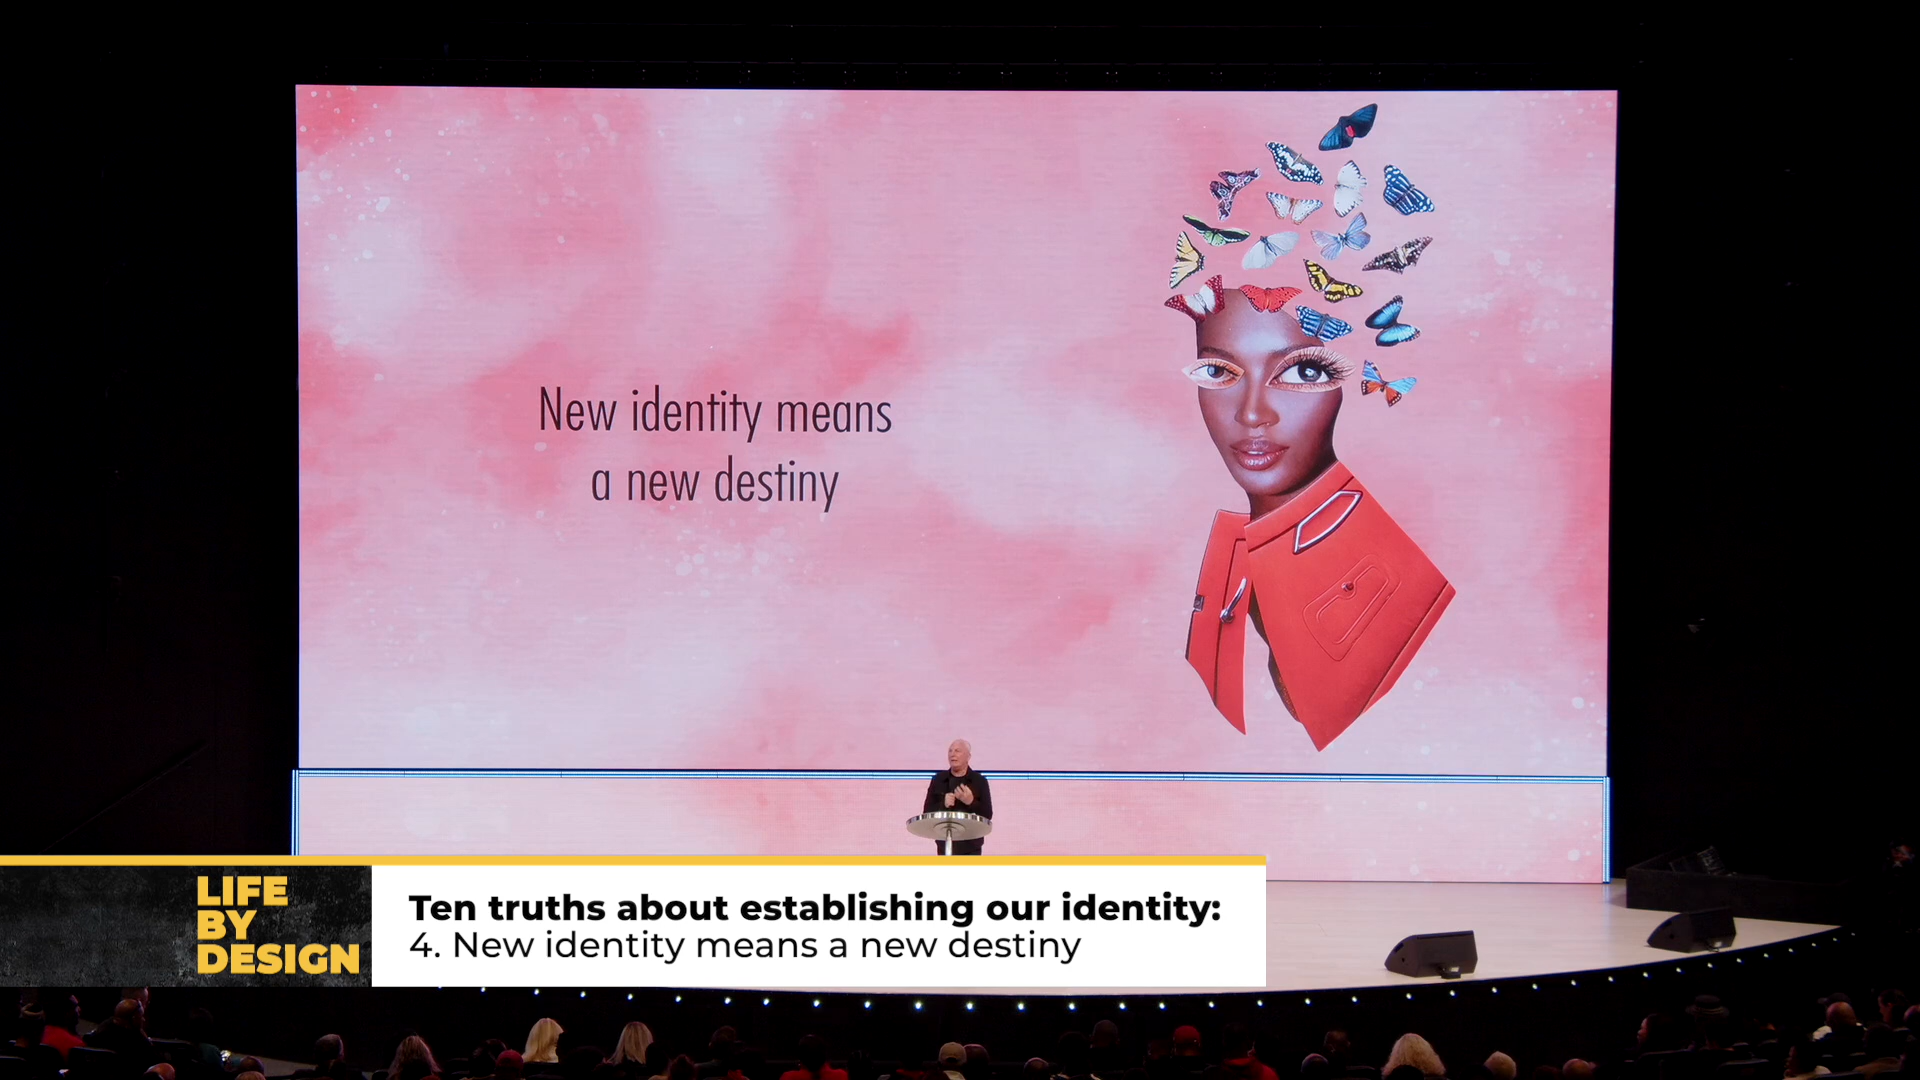 New identity means
a new destiny
LIFE
BY
DESIGN
Ten truths about establishing our identity:
4. New identity means a new destiny